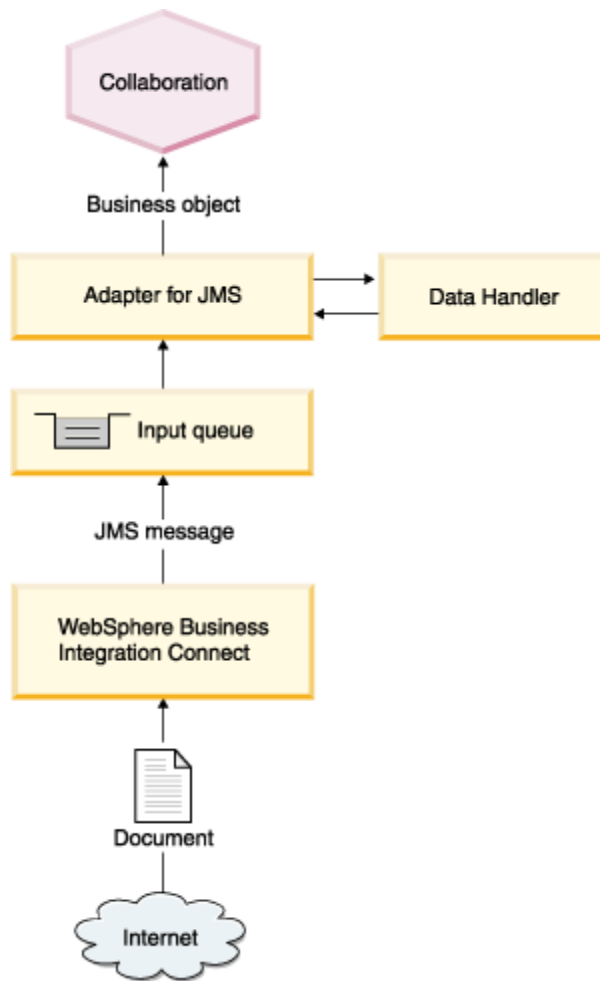 Collaboration
Business object
Adapter for JMS
Data Handler
Input queue
JMS message
WebSphere Business
Integration Connect
Document
Internet